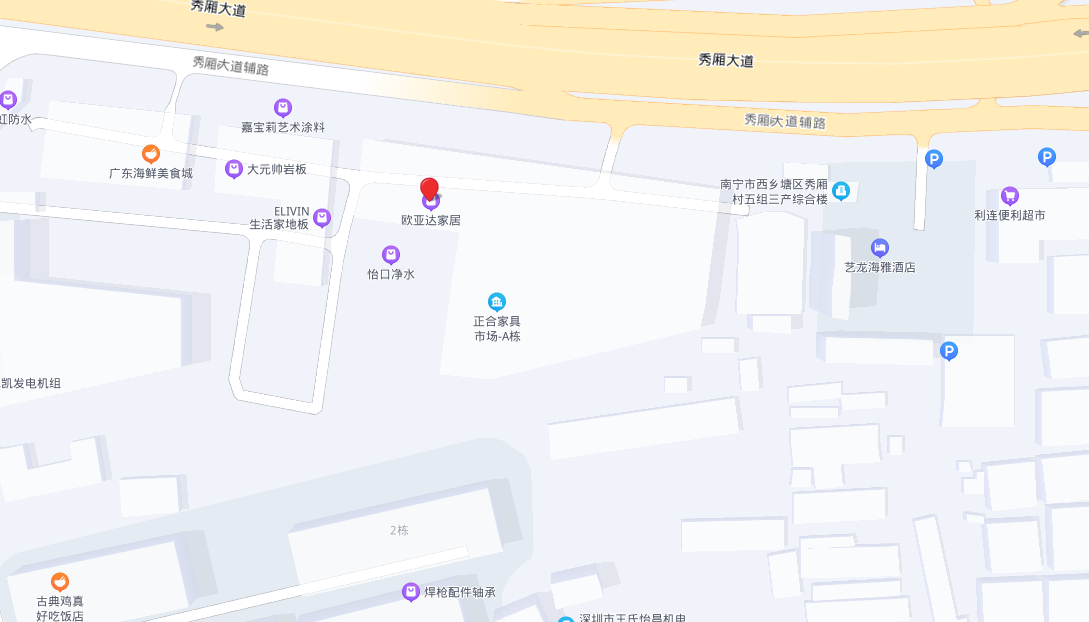 秀厢大道
秀厢大道
秀厢大道辅路
秀厢大道辅路
虹防水
嘉宝莉艺术涂料
广东海鲜美食城
大元帅岩板
ELIVIN
生活家地板
欧亚达家居
怡口净水
正合家具
市场-A栋
南宁市西乡塘区秀厢
村五组三产综合楼
P
P
利连便利超市
艺龙海雅酒店
P
凯发电机组
2栋
古典鸡真
好吃饭店
焊枪配件轴承
深圳市王氏怡昌机电